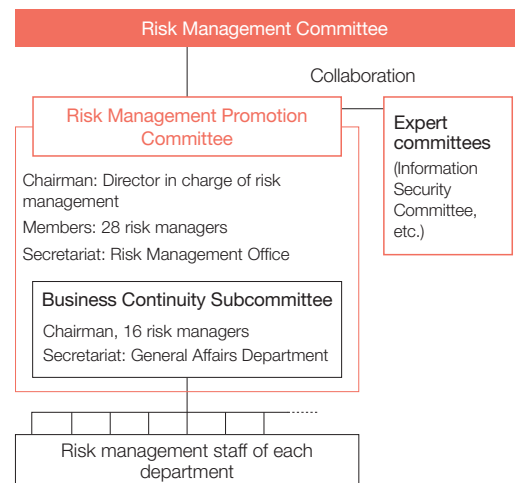 Risk Management Committee
Collaboration
Risk Management Promotion
Committee
Expert
committees
(Information
Security
Committee,
etc.)
Chairman: Director in charge of risk
management
Members: 28 risk managers
Secretariat: Risk Management Office
Business Continuity Subcommittee
Chairman, 16 risk managers
Secretariat: General Affairs Department
Risk management staff of each
department